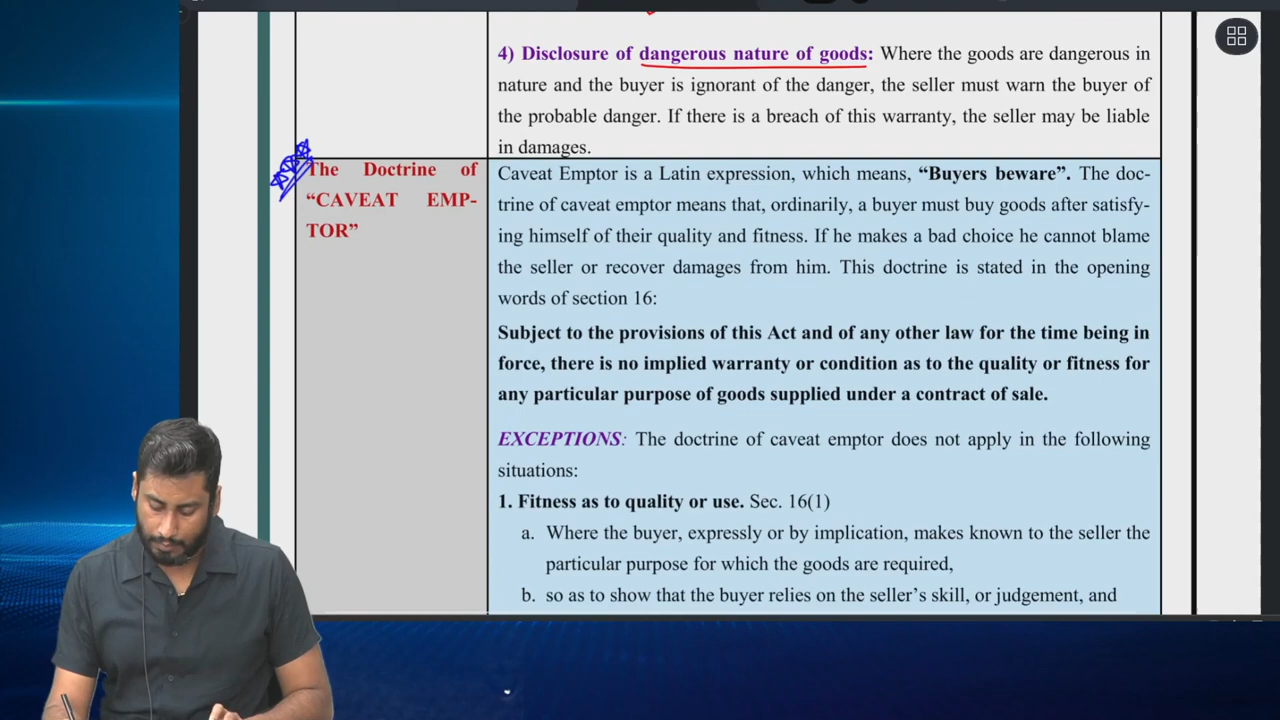 4) Disclosure of dangerous nature of goods: Where the goods are dangerous in
nature and the buyer is ignorant of the danger, the seller must warn the buyer of
the probable danger. If there is a breach of this warranty, the seller may be liable
in damages.
The Doctrine of
“CAVEAT EMP-
TOR”
Caveat Emptor is a Latin expression, which means, “Buyers beware”. The doc-
trine of caveat emptor means that, ordinarily, a buyer must buy goods after satisfy-
ing himself of their quality and fitness. If he makes a bad choice he cannot blame
the seller or recover damages from him. This doctrine is stated in the opening
words of section 16:
Subject to the provisions of this Act and of any other law for the time being in
force, there is no implied warranty or condition as to the quality or fitness for
any particular purpose of goods supplied under a contract of sale.
EXCEPTIONS: The doctrine of caveat emptor does not apply in the following
situations:
1. Fitness as to quality or use. Sec. 16(1)
a. Where the buyer, expressly or by implication, makes known to the seller the
particular purpose for which the goods are required,
b. so as to show that the buyer relies on the seller’s skill, or judgement, and